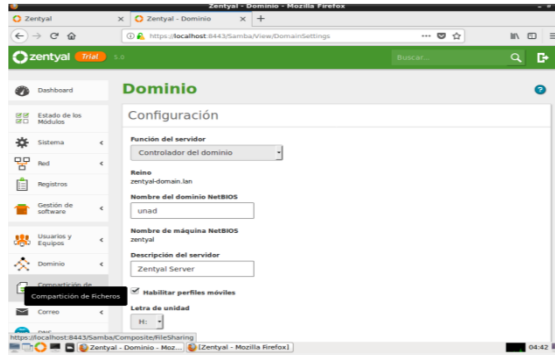 Zentyal - Dominio - Mozilla Firefox
Zentyal
Zentyal - Dominio
https://localhost:8443/Samba/View/DomainSettings
zentyal Trial
Buscar...
Dashboard
Dominio
Estado de los
Módulos
Configuración
Sistema
Función del servidor
Controlador del dominio
Red
Reino
zentyal-domain.lan
Registros
Nombre del dominio NetBIOS
Gestión de
software
unad
Usuarios y
Equipos
Nombre de máquina NetBIOS
zentyal
Dominio
Descripción del servidor
Zentyal Server
Compartición de
Compartición de Ficheros
Habilitar perfiles móviles
Correo
Letra de unidad
H:
https://localhost:8443/Samba/Composite/FileSharing
Zentyal - Dominio - Moz...
[Zentyal - Mozilla Firefox]
04:42